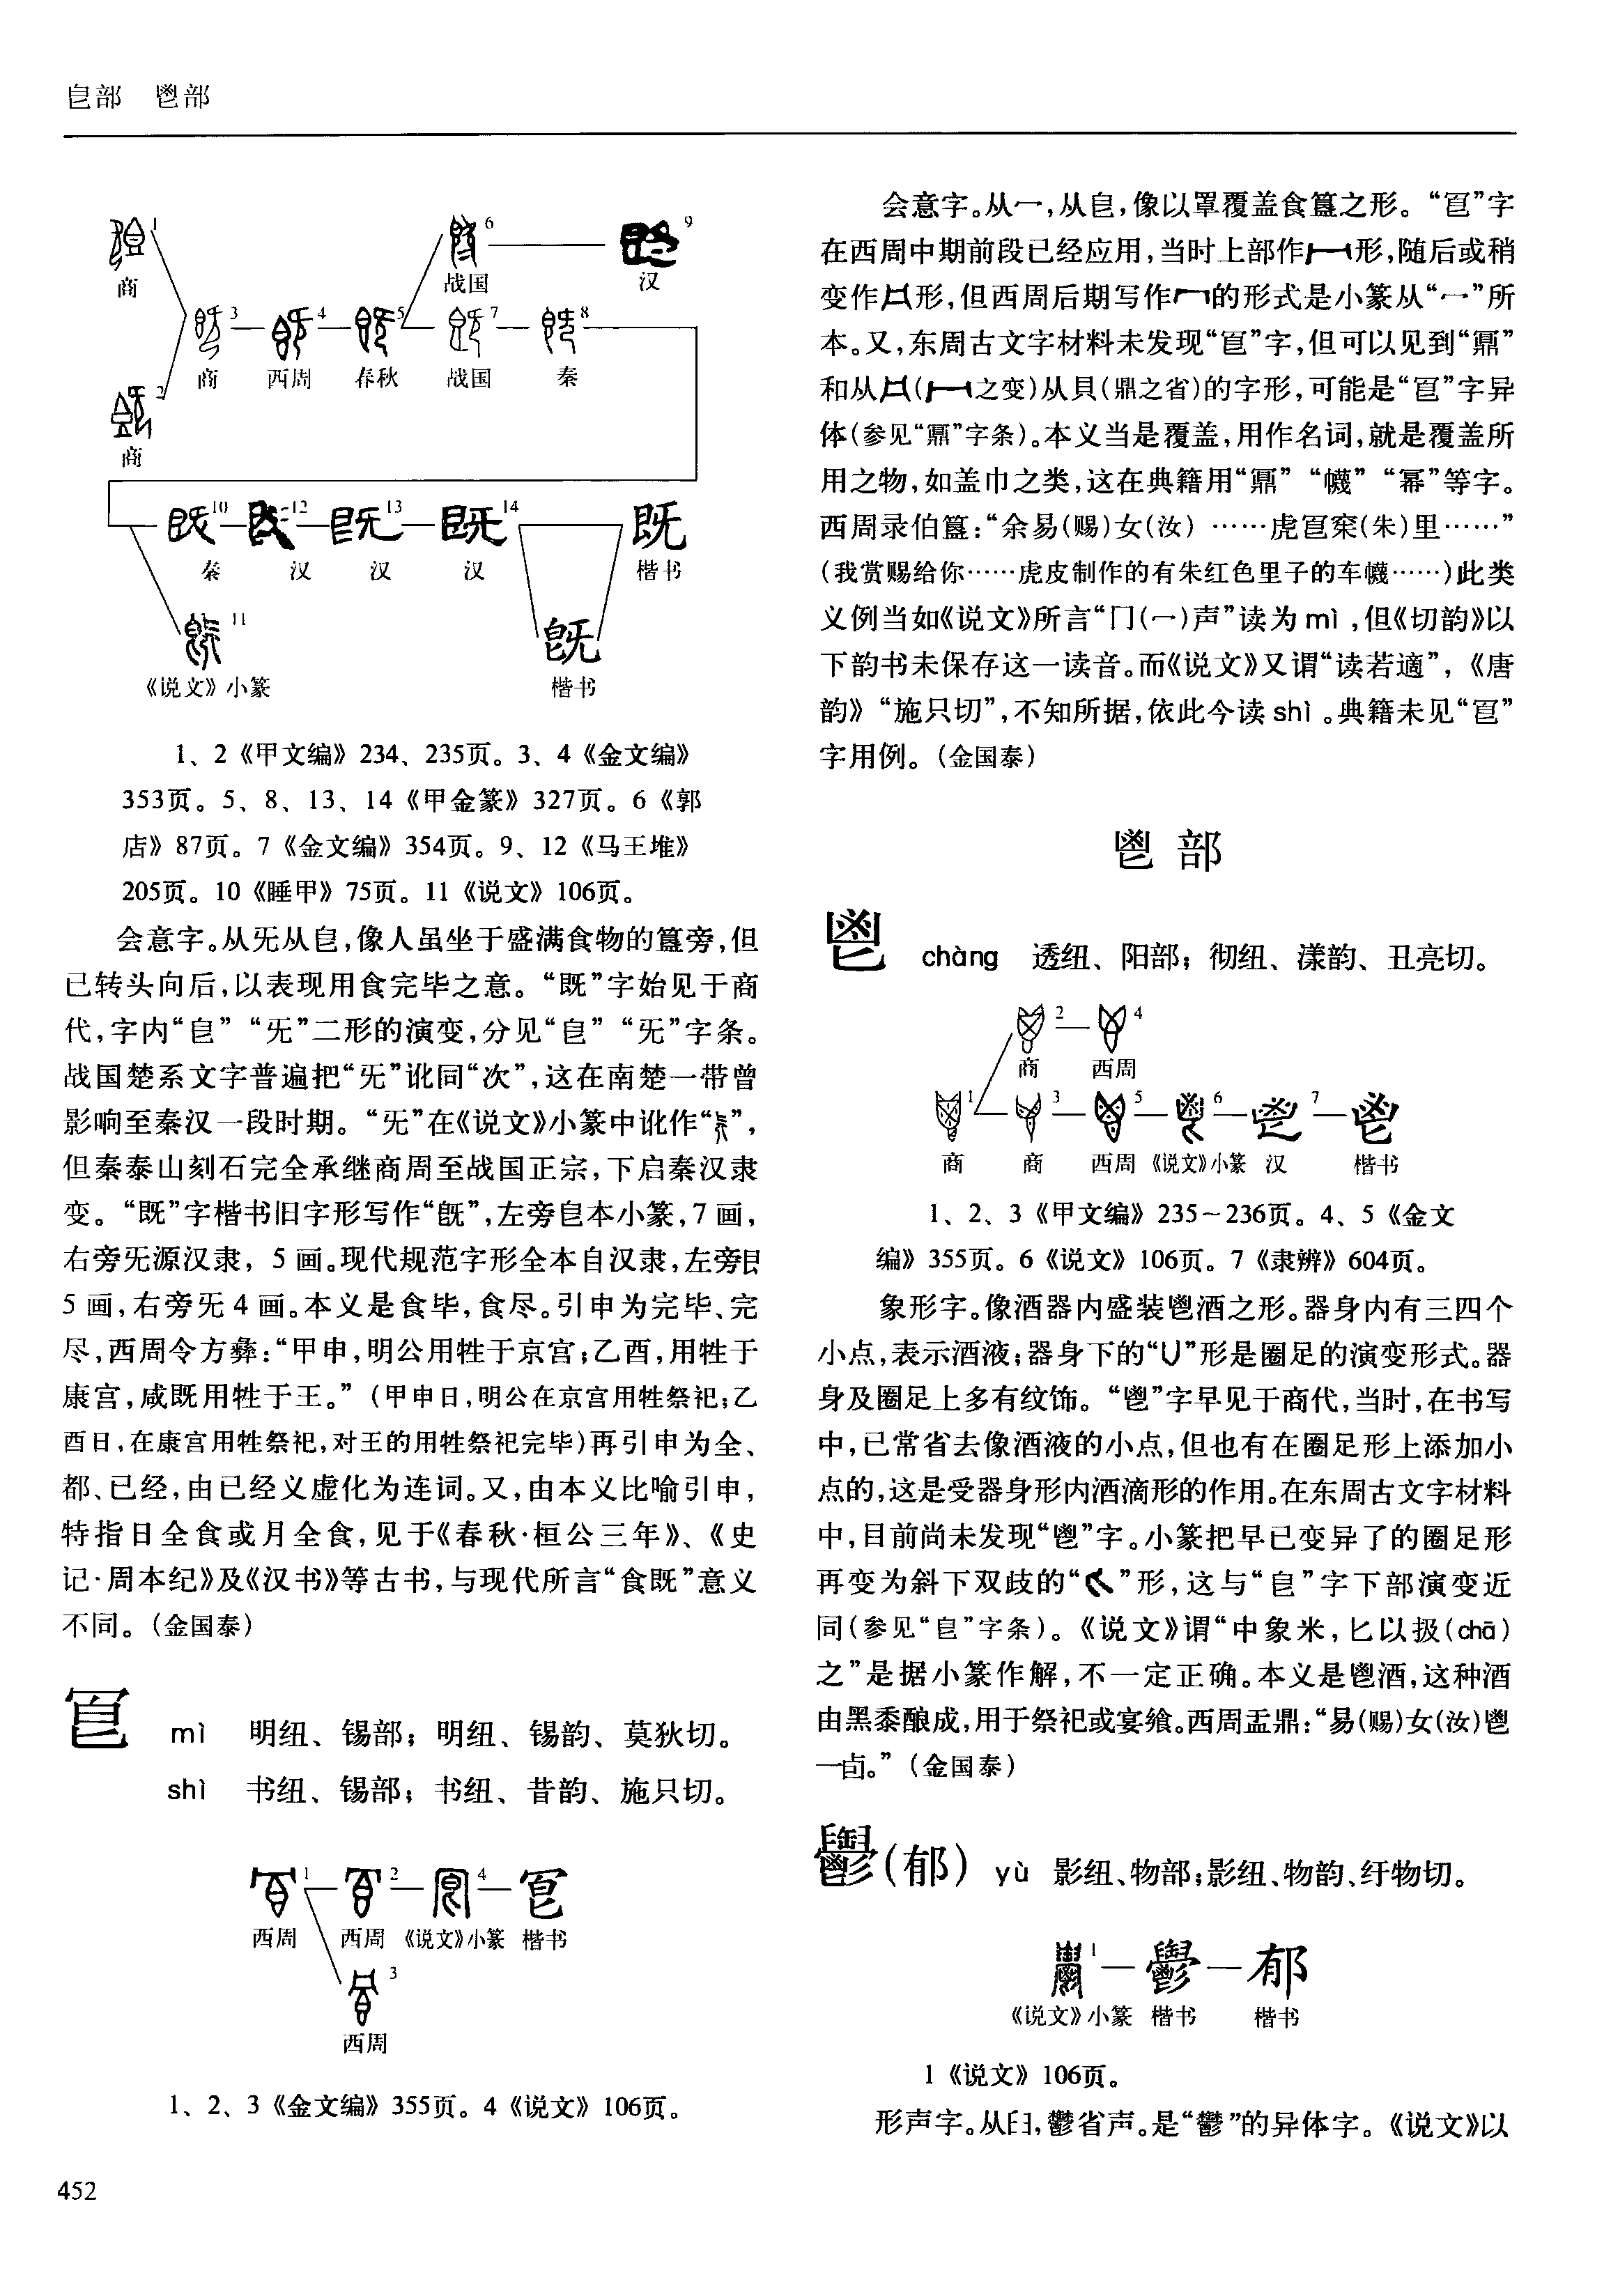 皀部　鬯部
1
6
9
商
战国
汉
3
4
5
7
8
2
商
西周
春秋
战国
秦
商
10
12
13
14
秦
汉
汉
汉
既
楷书
11
《说文》小篆
旣
楷书
1、2《甲文编》234、235页。3、4《金文编》
353页。5、8、13、14《甲金篆》327页。6《郭
店》87页。7《金文编》354页。9、12《马王堆》
205页。10《睡甲》75页。11《说文》106页。
会意字。从旡从皀,像人虽坐于盛满食物的簋旁,但
已转头向后,以表现用食完毕之意。“既”字始见于商
代,字内“皀”“旡”二形的演变,分见“皀”“旡”字条。
战国楚系文字普遍把“旡”讹同“次”,这在南楚一带曾
影响至秦汉一段时期。“旡”在《说文》小篆中讹作“”,
但秦泰山刻石完全承继商周至战国正宗,下启秦汉隶
变。“既”字楷书旧字形写作“旣”,左旁皀本小篆,7画,
右旁旡源汉隶,5画。现代规范字形全本自汉隶,左旁
5画,右旁旡4画。本义是食毕,食尽。引申为完毕、完
尽,西周令方彝:“甲申,明公用牲于京宫;乙酉,用牲于
康宫,咸既用牲于王。”(甲申日,明公在京宫用牲祭祀;乙
酉日,在康宫用牲祭祀,对王的用牲祭祀完毕)再引申为全、
都、已经,由已经义虚化为连词。又,由本义比喻引申,
特指日全食或月全食,见于《春秋·桓公三年》、《史
记·周本纪》及《汉书》等古书,与现代所言“食既”意义
不同。(金国泰)
冟　mì　明纽、锡部;明纽、锡韵、莫狄切。
shì　书纽、锡部;书纽、昔韵、施只切。
1
2
4
冟
西周
西周
《说文》小篆
楷书
3
西周
1、2、3《金文编》355页。4《说文》106页。
452
会意字。从冖,从皀,像以罩覆盖食簋之形。“冟”字
在西周中期前段已经应用,当时上部作形,随后或稍
变作形,但西周后期写作的形式是小篆从“冖”所
本。又,东周古文字材料未发现“冟”字,但可以见到“鼏”
和从(之变)从貝(鼎之省)的字形,可能是“冟”字异
体(参见“鼏”字条)。本义当是覆盖,用作名词,就是覆盖所
用之物,如盖巾之类,这在典籍用“鼏”“幭”“幂”等字。
西周录伯簋:“余易(赐)女(汝)……虎冟窠(朱)里……”
(我赏赐给你……虎皮制作的有朱红色里子的车幭……)此类
义例当如《说文》所言“冂(冖)声”读为mì,但《切韵》以
下韵书未保存这一读音。而《说文》又谓“读若適”,《唐
韵》“施只切”,不知所据,依此今读shì。典籍未见“冟”
字用例。(金国泰)
鬯部
鬯　chàng　透纽、阳部;彻纽、漾韵、丑亮切。
2
4
商
西周
1
3
5
6
7
鬯
商
商
西周
《说文》小篆
汉
楷书
1、2、3《甲文编》235~236页。4、5《金文
编》355页。6《说文》106页。7《隶辨》604页。
象形字。像酒器内盛装鬯酒之形。器身内有三四个
小点,表示酒液;器身下的“U”形是圈足的演变形式。器
身及圈足上多有纹饰。“鬯”字早见于商代,当时,在书写
中,已常省去像酒液的小点,但也有在圈足形上添加小
点的,这是受器身形内酒滴形的作用。在东周古文字材料
中,目前尚未发现“鬯”字。小篆把早已变异了的圈足形
再变为斜下双歧的“”形,这与“皀”字下部演变近
同(参见“皀”字条)。《说文》谓“中象米,匕以扱(chā)
之”是据小篆作解,不一定正确。本义是鬯酒,这种酒
由黑黍酿成,用于祭祀或宴飨。西周盂鼎:“易(赐)女(汝)鬯
一卣。”(金国泰)
(郁)　yù　影纽、物部;影纽、物韵、纡物切。
1
郁
《说文》小篆
楷书
楷书
1《说文》106页。
形声字。从𦥑,鬱省声。是“鬱”的异体字。《说文》以